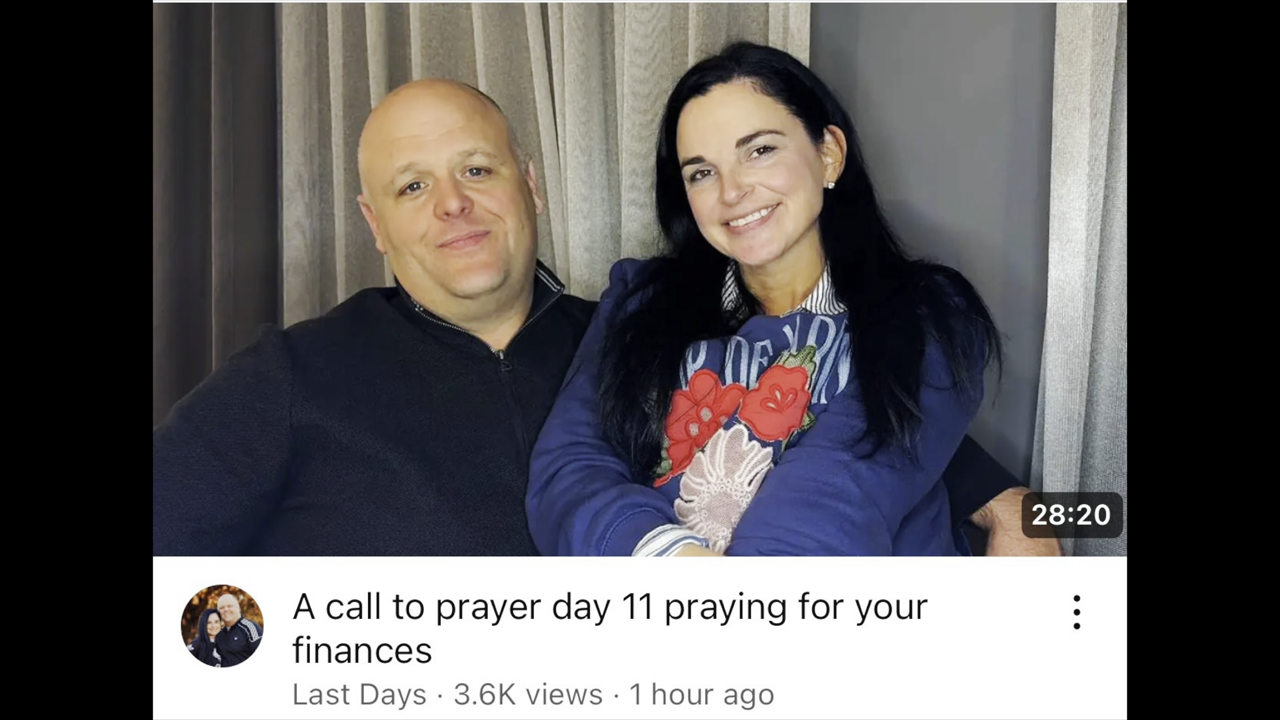 28:20
A call to prayer day 11 praying for your
finances
Last Days · 3.6K views · 1 hour ago